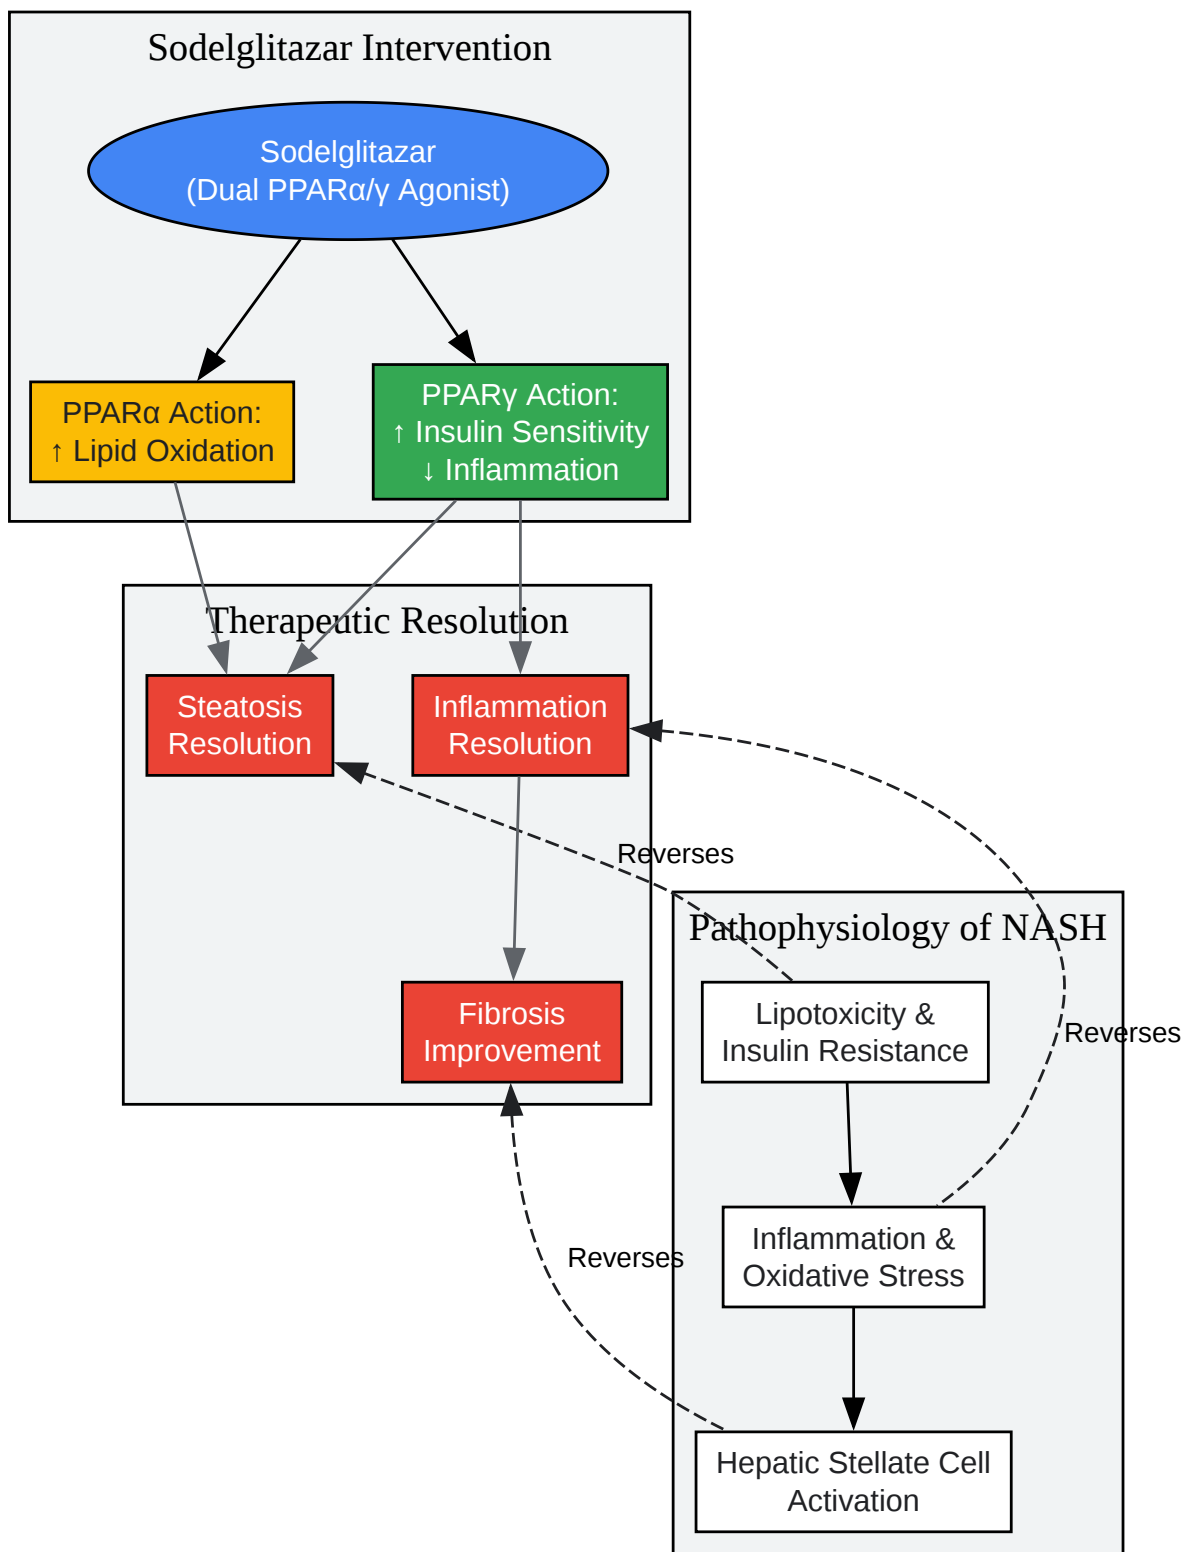 Sodelglitazar Intervention
Sodelglitazar
(Dual PPARα/γ Agonist)
PPARα Action:
↑ Lipid Oxidation
PPARγ Action:
↑ Insulin Sensitivity
↓ Inflammation
Therapeutic Resolution
Steatosis
Resolution
Inflammation
Resolution
Reverses
Pathophysiology of NASH
Fibrosis
Improvement
Lipotoxicity &
Insulin Resistance
Reverses
Inflammation &
Oxidative Stress
Reverses
Hepatic Stellate Cell
Activation